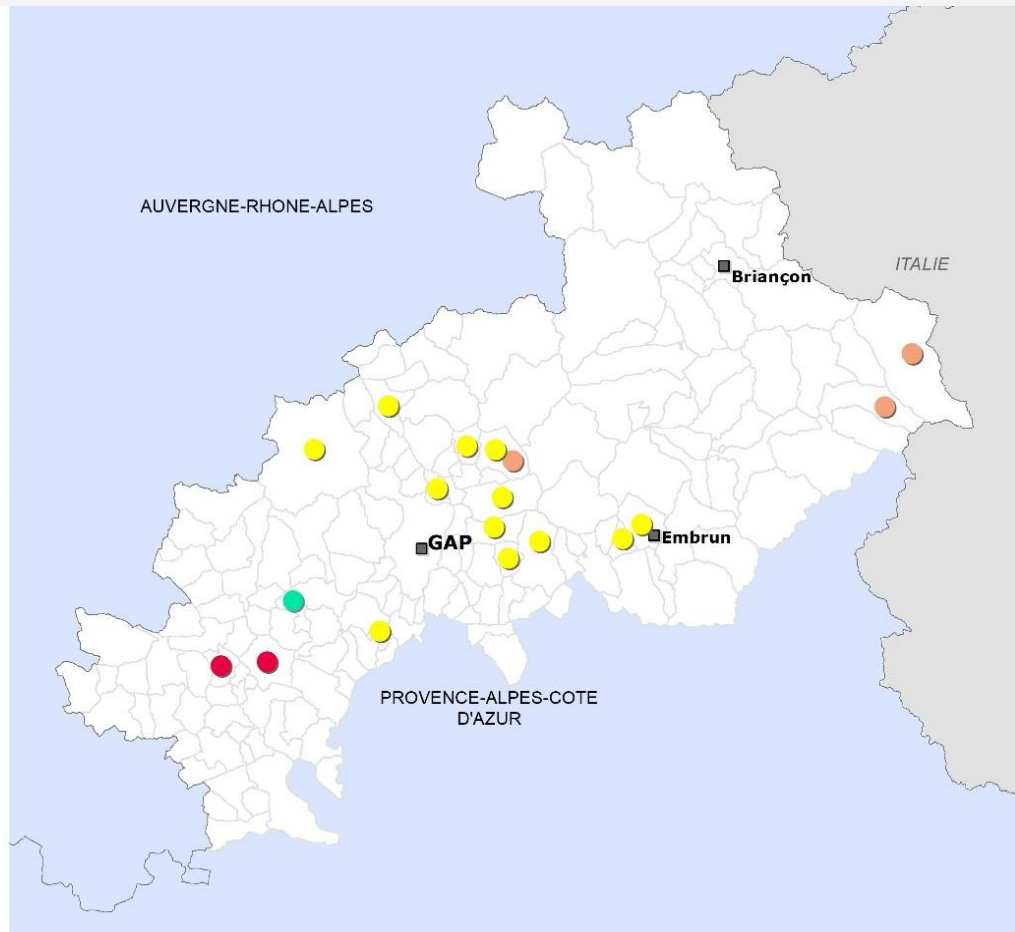 AUVERGNE-RHONE-ALPES
ITALIE
Briançon
GAP
Embrun
PROVENCE-ALPES-COTE
D'AZUR